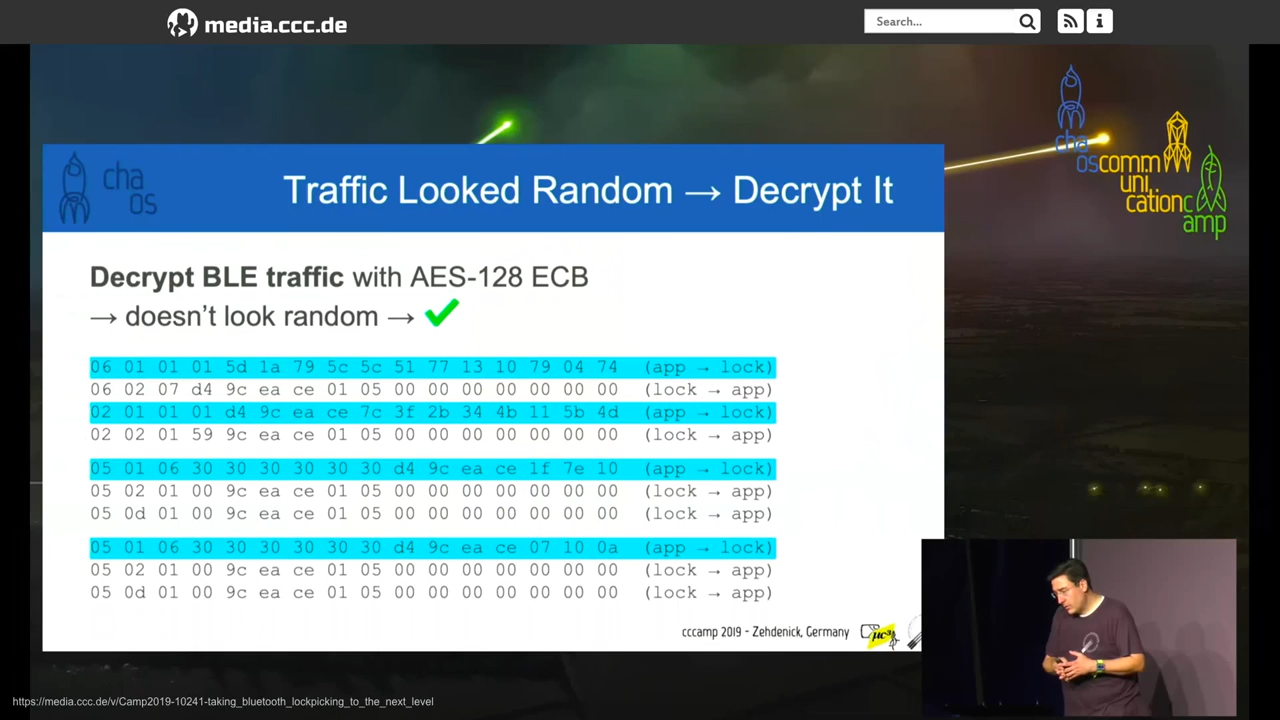 media.ccc.de
Search...
chaos
communication
camp
cha
os
Traffic Looked Random → Decrypt It
Decrypt BLE traffic with AES-128 ECB
→ doesn't look random → ✔
06 01 01 01 5d 1a 79 5c 5c 51 77 13 10 79 04 74 (app → lock)
06 02 07 d4 9c ea ce 01 05 00 00 00 00 00 00 00 (lock → app)
02 01 01 01 d4 9c ea ce 7c 3f 2b 34 4b 11 5b 4d (app → lock)
02 02 01 59 9c ea ce 01 05 00 00 00 00 00 00 00 (lock → app)
05 01 06 30 30 30 30 30 30 d4 9c ea ce 1f 7e 10 (app → lock)
05 02 01 00 9c ea ce 01 05 00 00 00 00 00 00 00 (lock → app)
05 0d 01 00 9c ea ce 01 05 00 00 00 00 00 00 00 (lock → app)
05 01 06 30 30 30 30 30 30 d4 9c ea ce 07 10 0a (app → lock)
05 02 01 00 9c ea ce 01 05 00 00 00 00 00 00 00 (lock → app)
05 0d 01 00 9c ea ce 01 05 00 00 00 00 00 00 00 (lock → app)
cccamp 2019 - Zehdenick, Germany
µc³
https://media.ccc.de/v/Camp2019-10241-taking_bluetooth_lockpicking_to_the_next_level